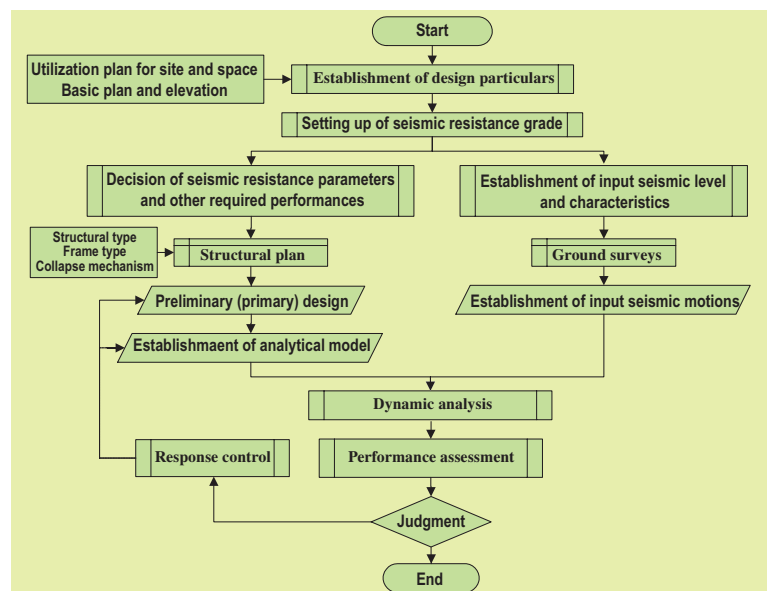 Start
Utilization plan for site and space
Basic plan and elevation
Establishment of design particulars
Setting up of seismic resistance grade
Decision of seismic resistance parameters
and other required performances
Establishment of input seismic level
and characteristics
Structural type
Frame type
Collapse mechanism
Structural plan
Ground surveys
Preliminary (primary) design
Establishment of input seismic motions
Establishmaent of analytical model
Dynamic analysis
Response control
Performance assessment
Judgment
End